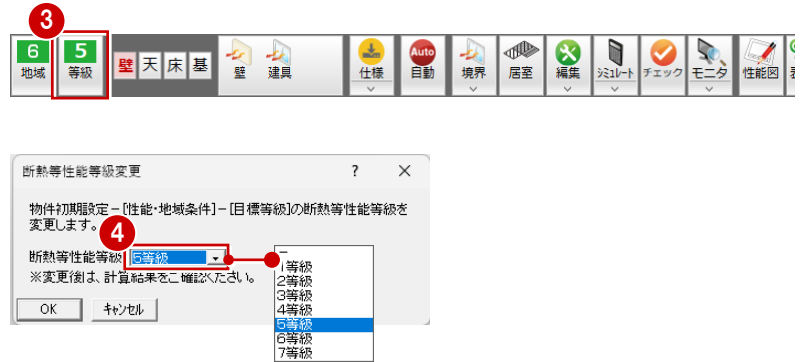 3
6
地域
5
等級
壁 天 床 基
壁
建具
仕様
Auto
自動
境界
居室
編集
ｼﾐｭﾚｰﾄ
チェック
モニタ
性能図
断熱等性能等級変更 ? ×
物件初期設定－[性能･地域条件]－[目標等級]の断熱等性能等級を
変更します。
4
断熱等性能等級 5等級
※変更後は、計算結果をご確認ください。
OK ｷｬﾝｾﾙ
1等級
2等級
3等級
4等級
5等級
6等級
7等級